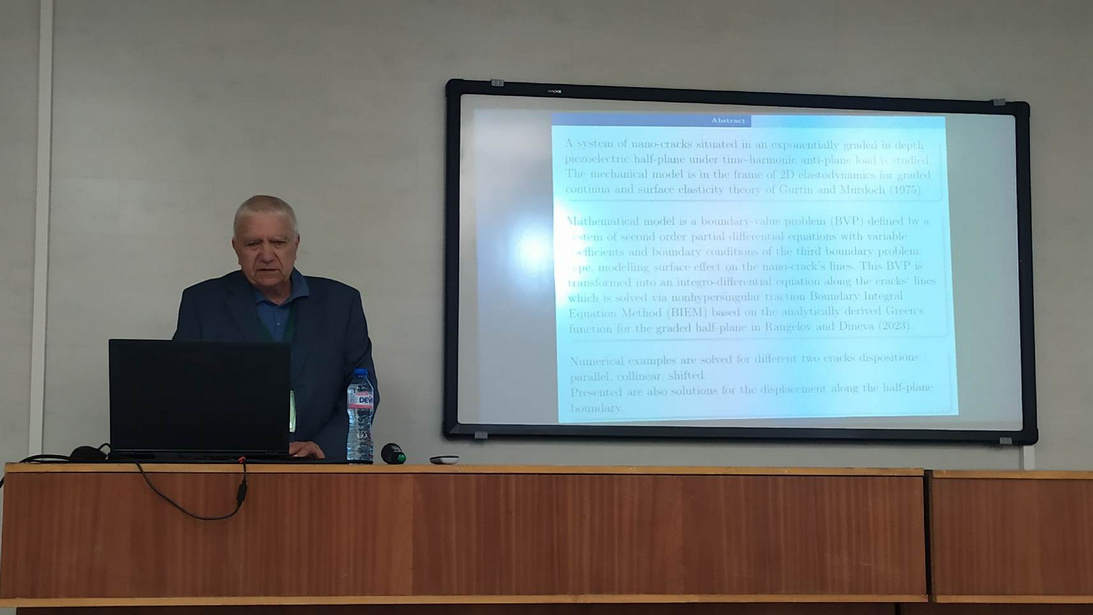 Abstract
A system of nano-cracks situated in an exponentially graded in depth
piezoelectric half-plane under time-harmonic anti-plane load is studied.
The mechanical model is in the frame of 2D elastodynamics for graded
continua and surface elasticity theory of Gurtin and Murdoch (1975).
Mathematical model is a boundary-value problem (BVP) defined by a
system of second order partial differential equations with variable
coefficients and boundary conditions of the third boundary problem
type, modelling surface effect on the nano-crack's lines. This BVP is
transformed into an integro-differential equation along the cracks' lines
which is solved via nonhypersingular traction Boundary Integral
Equation Method (BIEM) based on the analytically derived Green's
function for the graded half-plane in Rangelov and Dineva (2023).
Numerical examples are solved for different two cracks dispositions:
parallel, collinear, shifted.
Presented are also solutions for the displacement along the half-plane
boundary.
DEVI